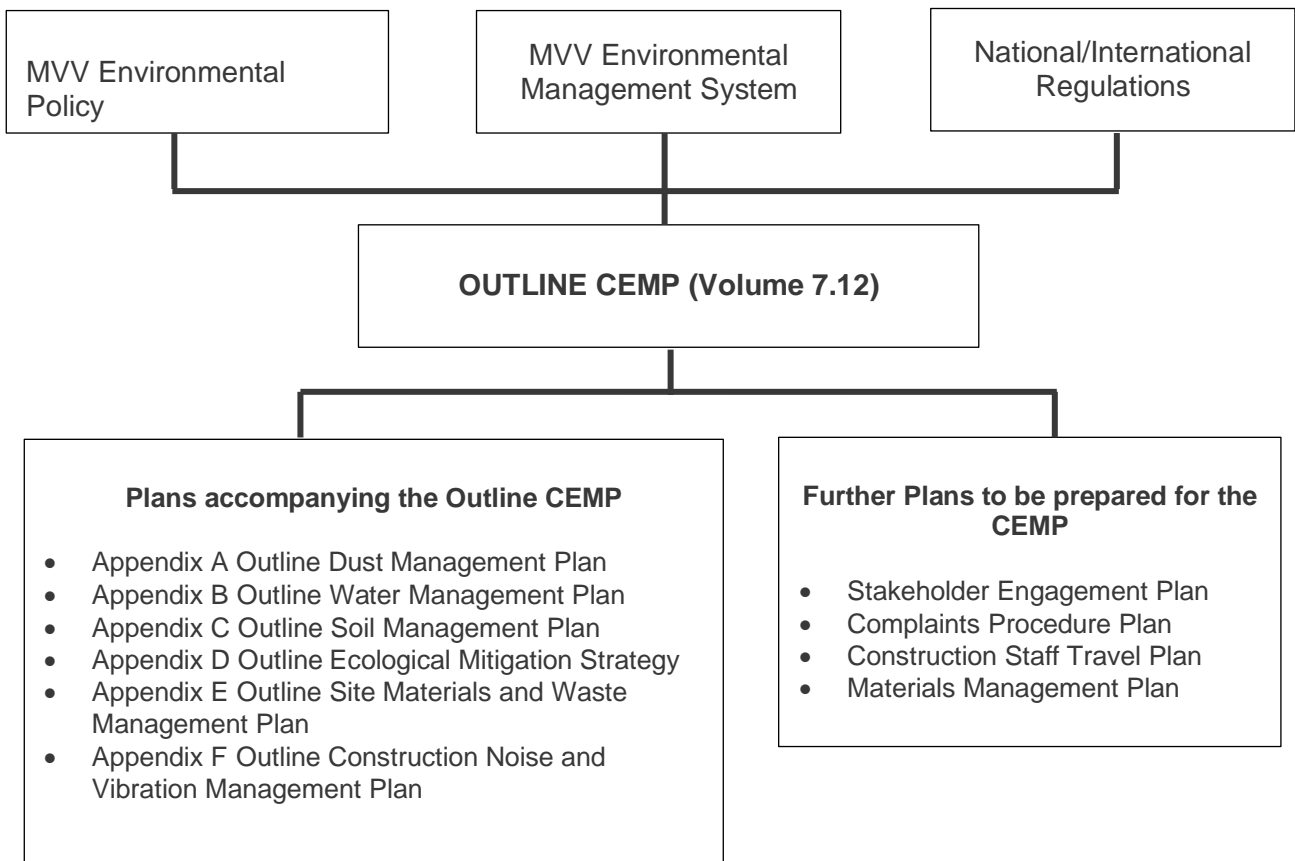 MVV Environmental
Policy
MVV Environmental
Management System
National/International
Regulations
OUTLINE CEMP (Volume 7.12)
Plans accompanying the Outline CEMP
• Appendix A Outline Dust Management Plan
• Appendix B Outline Water Management Plan
• Appendix C Outline Soil Management Plan
• Appendix D Outline Ecological Mitigation Strategy
• Appendix E Outline Site Materials and Waste
Management Plan
• Appendix F Outline Construction Noise and
Vibration Management Plan
Further Plans to be prepared for the
CEMP
• Stakeholder Engagement Plan
• Complaints Procedure Plan
• Construction Staff Travel Plan
• Materials Management Plan